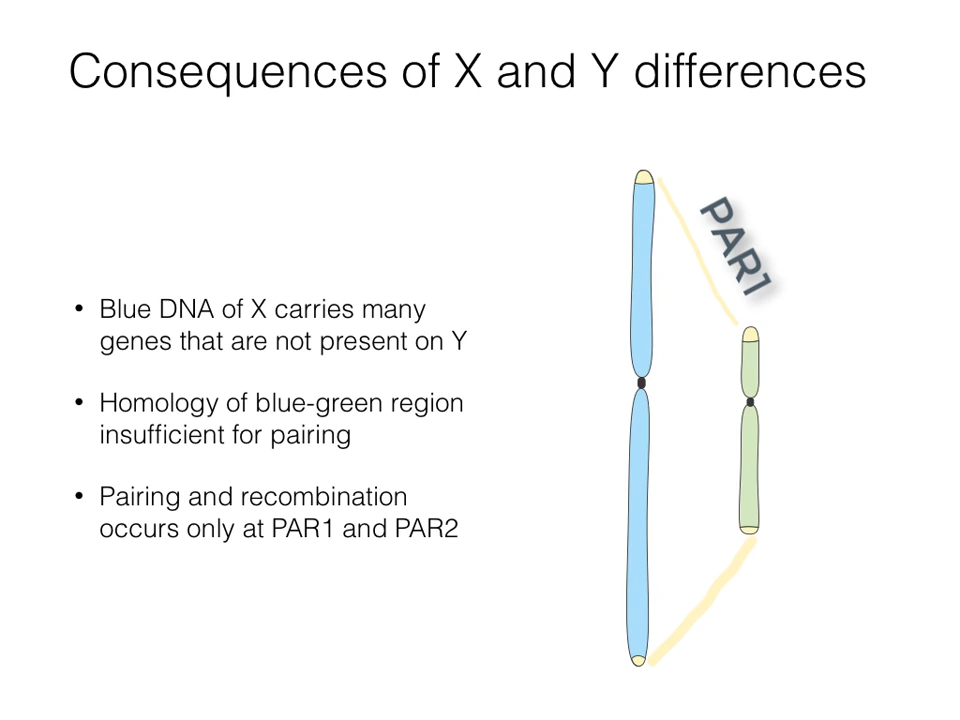 Consequences of X and Y differences
PAR1
• Blue DNA of X carries many
genes that are not present on Y
• Homology of blue-green region
insufficient for pairing
• Pairing and recombination
occurs only at PAR1 and PAR2